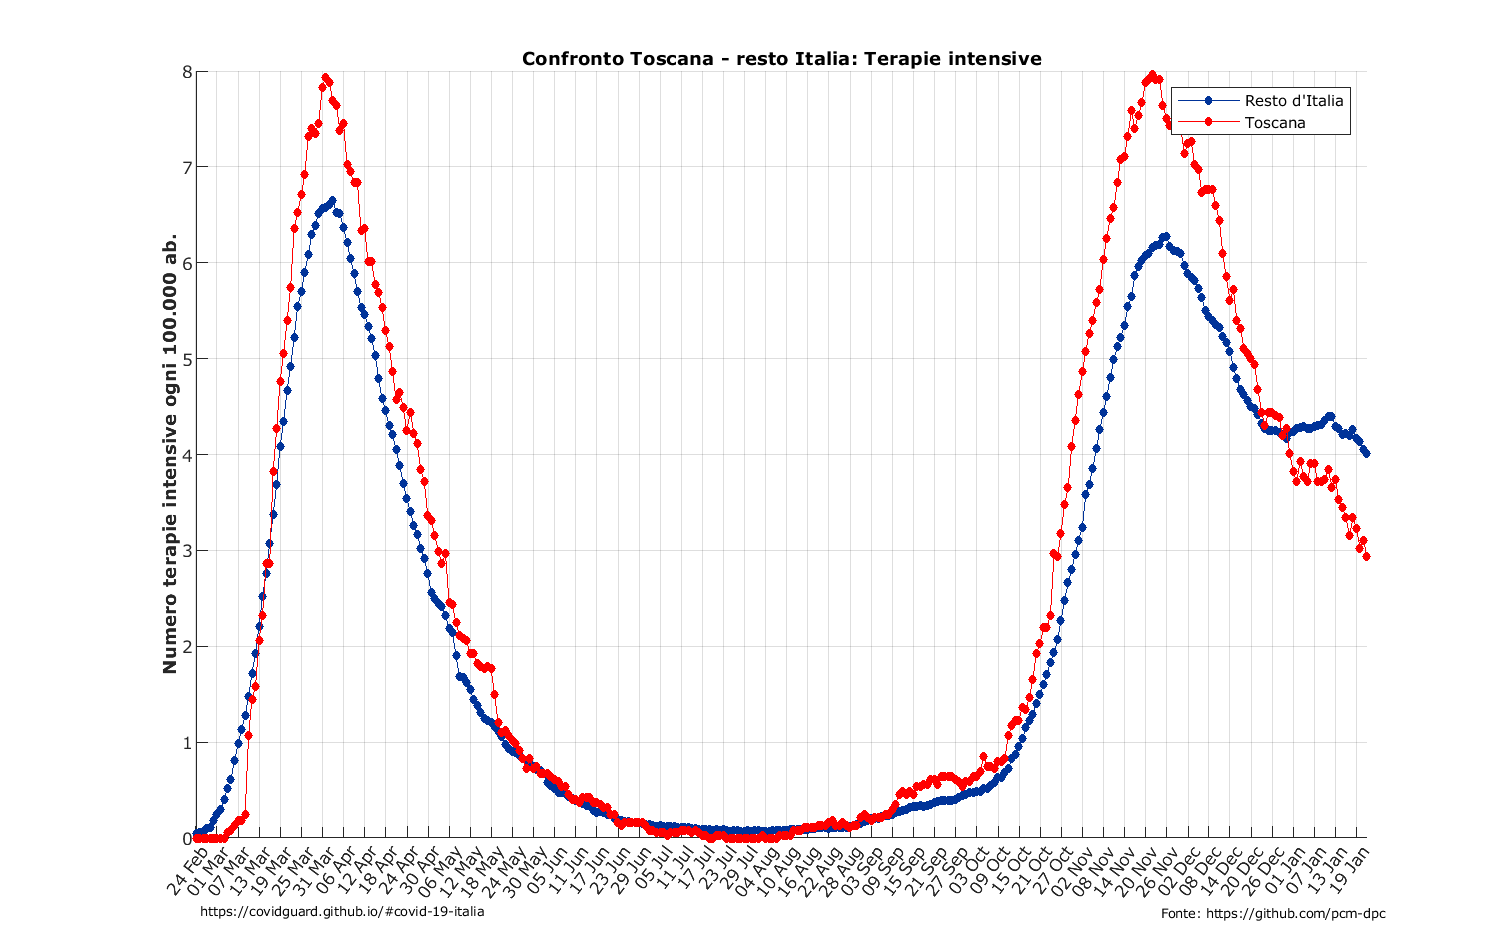 Confronto Toscana - resto Italia: Terapie intensive
Numero terapie intensive ogni 100.000 ab.
8
7
6
5
4
3
2
1
0
Resto d'Italia
Toscana
24 Feb
01 Mar
07 Mar
13 Mar
19 Mar
25 Mar
31 Mar
06 Apr
12 Apr
18 Apr
24 Apr
30 Apr
06 May
12 May
18 May
24 May
30 May
05 Jun
11 Jun
17 Jun
23 Jun
29 Jun
05 Jul
11 Jul
17 Jul
23 Jul
29 Jul
04 Aug
10 Aug
16 Aug
22 Aug
28 Aug
03 Sep
09 Sep
15 Sep
21 Sep
27 Sep
03 Oct
09 Oct
15 Oct
21 Oct
27 Oct
02 Nov
08 Nov
14 Nov
20 Nov
26 Nov
02 Dec
08 Dec
14 Dec
20 Dec
26 Dec
01 Jan
07 Jan
13 Jan
19 Jan
https://covidguard.github.io/#covid-19-italia
Fonte: https://github.com/pcm-dpc